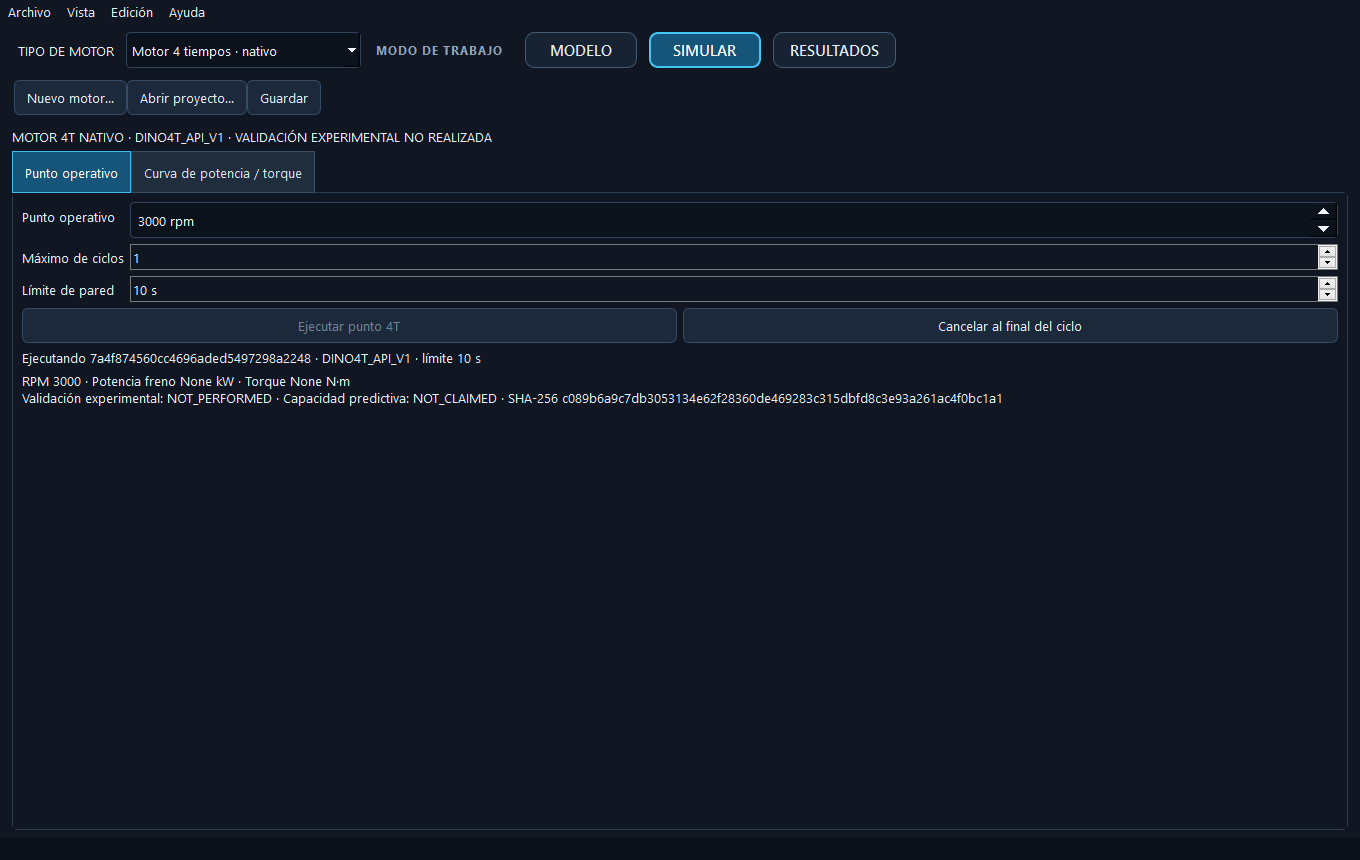 Archivo Vista Edición Ayuda
TIPO DE MOTOR Motor 4 tiempos · nativo MODO DE TRABAJO MODELO SIMULAR RESULTADOS
Nuevo motor... Abrir proyecto... Guardar
MOTOR 4T NATIVO · DINO4T_API_V1 · VALIDACIÓN EXPERIMENTAL NO REALIZADA
Punto operativo Curva de potencia / torque
Punto operativo 3000 rpm
Máximo de ciclos 1
Límite de pared 10 s
Ejecutar punto 4T Cancelar al final del ciclo
Ejecutando 7a4f874560cc4696aded5497298a2248 · DINO4T_API_V1 · límite 10 s
RPM 3000 · Potencia freno None kW · Torque None N·m
Validación experimental: NOT_PERFORMED · Capacidad predictiva: NOT_CLAIMED · SHA-256 c089b6a9c7db3053134e62f28360de469283c315dbfd8c3e93a261ac4f0bc1a1